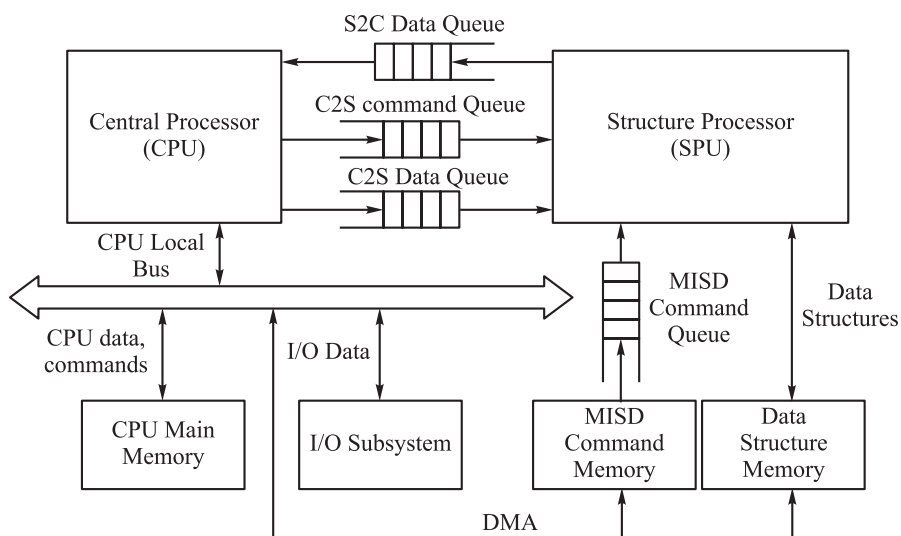 S2C Data Queue
Central Processor
(CPU)
C2S command Queue
Structure Processor
(SPU)
C2S Data Queue
CPU Local
Bus
MISD
Command
Queue
Data
Structures
CPU data,
commands
I/O Data
CPU Main
Memory
I/O Subsystem
MISD
Command
Memory
Data
Structure
Memory
DMA